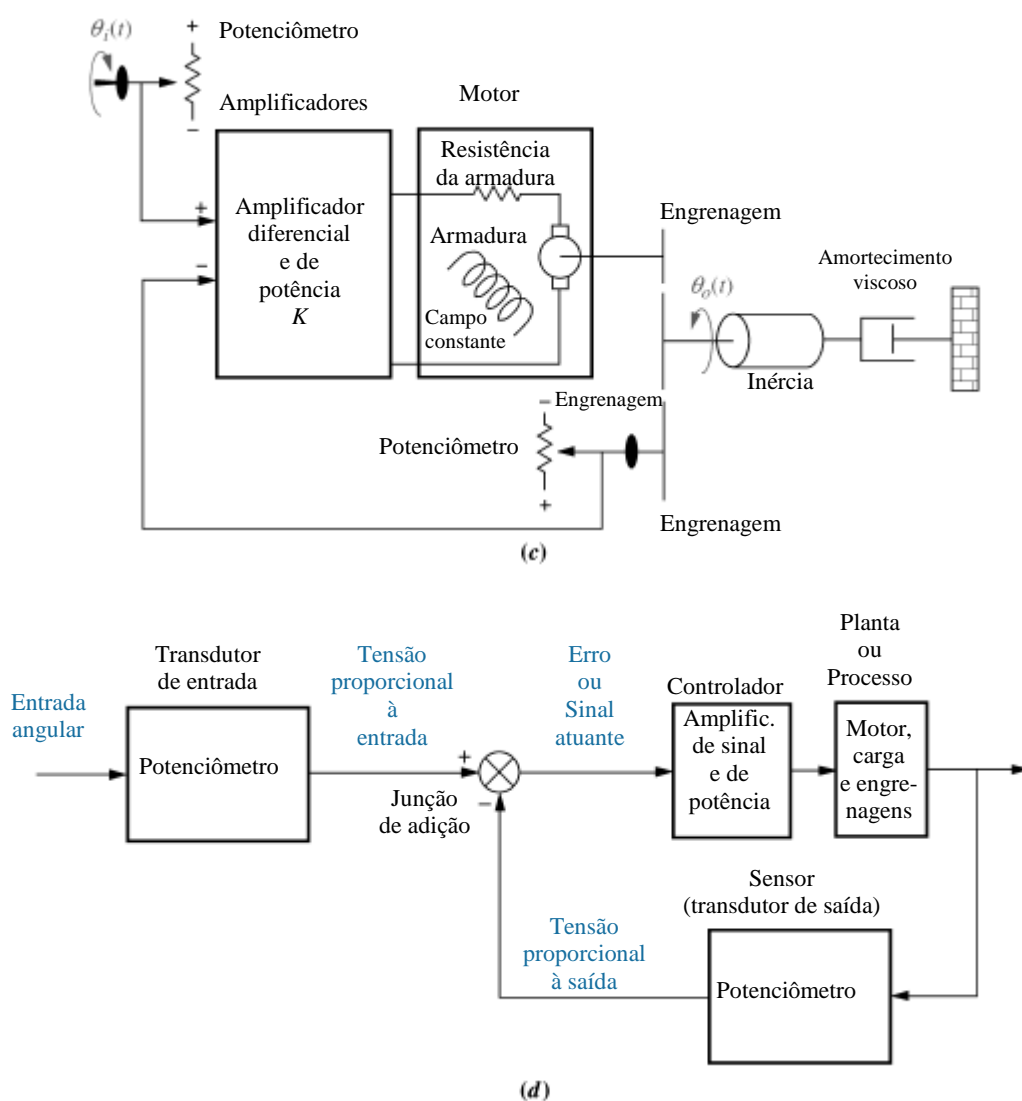 θi(t)
+
Potenciômetro
−
Amplificadores
Motor
Resistência
da armadura
+
−
Amplificador
diferencial
e de
potência
K
Armadura
Campo
constante
Engrenagem
θo(t)
Amortecimento
viscoso
Inércia
−
Engrenagem
Potenciômetro
+
Engrenagem
(c)
Entrada
angular
Transdutor
de entrada
Potenciômetro
Tensão
proporcional
à
entrada
+
−
Junção
de adição
Erro
ou
Sinal
atuante
Controlador
Amplific.
de sinal
e de
potência
Planta
ou
Processo
Motor,
carga
e engre-
nagens
Sensor
(transdutor de saída)
Potenciômetro
Tensão
proporcional
à saída
(d)